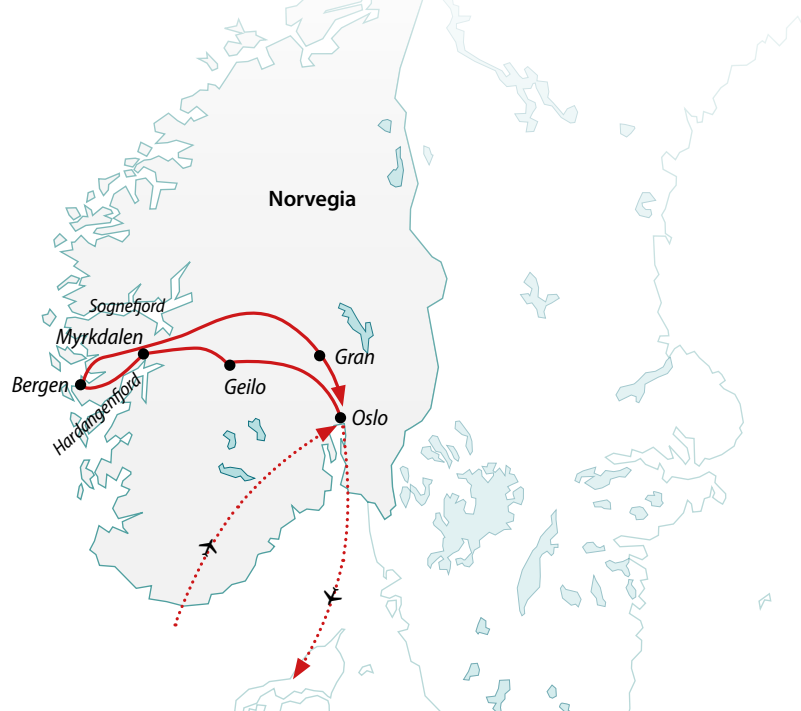 Norvegia
Sognefjord
Myrkdalen
Gran
Bergen
Geilo
Hardangenfjord
Oslo